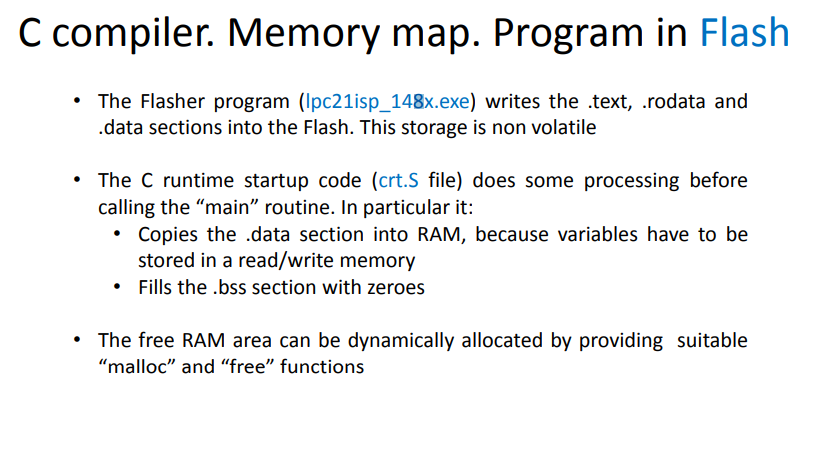 C compiler. Memory map. Program in Flash
• The Flasher program (lpc21isp_148x.exe) writes the .text, .rodata and
.data sections into the Flash. This storage is non volatile
• The C runtime startup code (crt.S file) does some processing before
calling the “main” routine. In particular it:
• Copies the .data section into RAM, because variables have to be
stored in a read/write memory
• Fills the .bss section with zeroes
• The free RAM area can be dynamically allocated by providing suitable
“malloc” and “free” functions